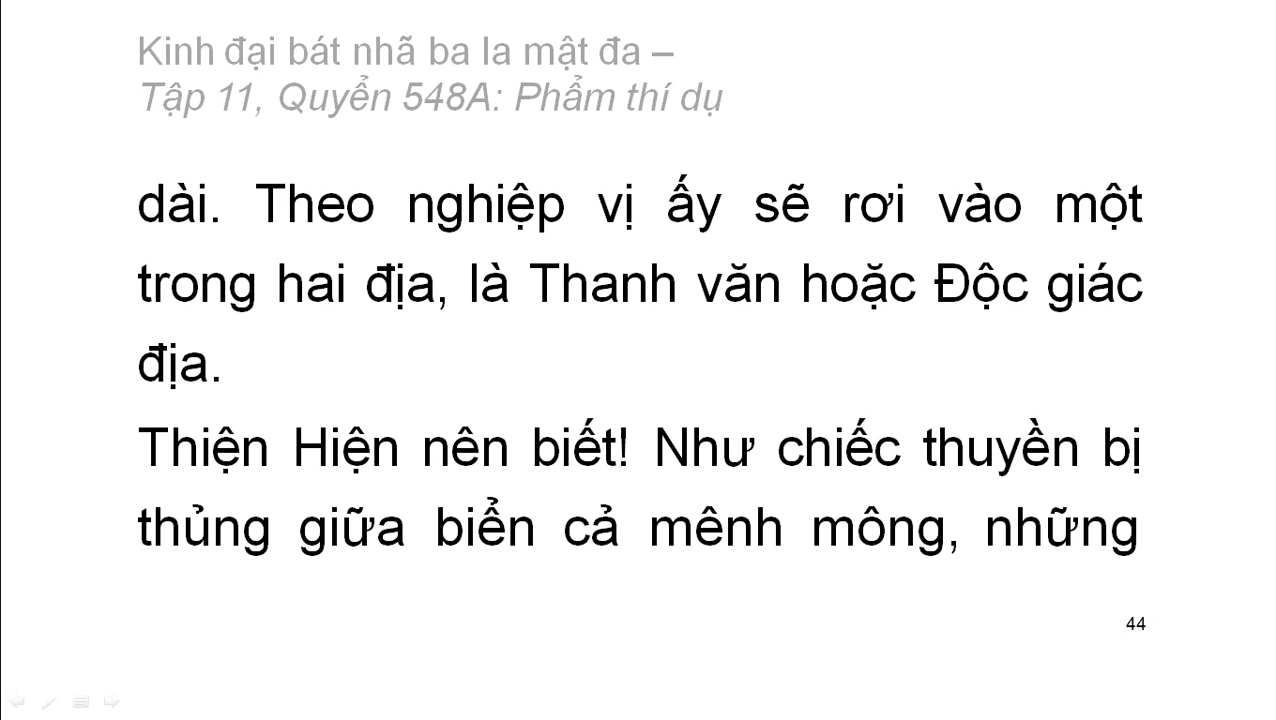 Kinh đại bát nhã ba la mật đa –
Tập 11, Quyển 548A: Phẩm thí dụ
dài. Theo nghiệp vị ấy sẽ rơi vào một
trong hai địa, là Thanh văn hoặc Độc giác
địa.
Thiện Hiện nên biết! Như chiếc thuyền bị
thủng giữa biển cả mênh mông, những
44